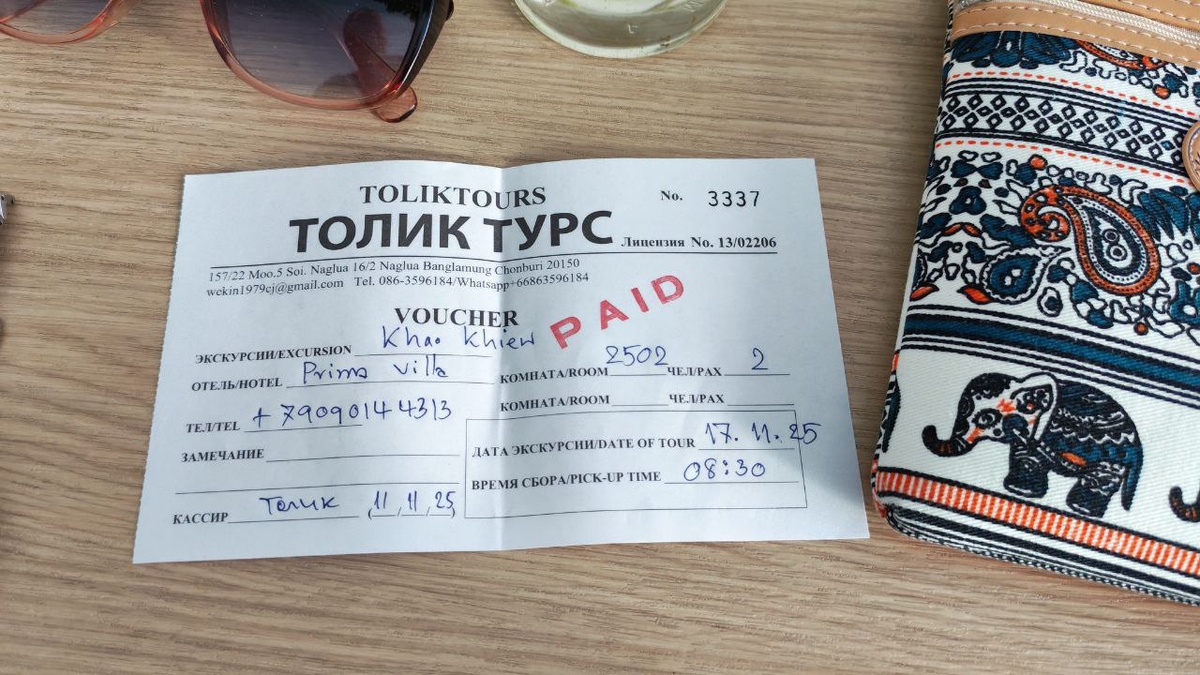 TOLIKTOURS No. 3337
ТОЛИК ТУРС Лицензия No. 13/02206
157/22 Moo.5 Soi. Naglua 16/2 Naglua Banglamung Chonburi 20150
wckin1979cj@gmail.com Tel. 086-3596184/Whatsapp+66863596184
VOUCHER PAID
ЭКСКУРСИИ/EXCURSION Khao Khiew
ОТЕЛЬ/HOTEL Prima Villa КОМНАТА/ROOM 2502 ЧЕЛ/PAX 2
КОМНАТА/ROOM ЧЕЛ/PAX
ТЕЛ/TEL +79090144313
ЗАМЕЧАНИЕ
ДАТА ЭКСКУРСИИ/DATE OF TOUR 17.11.25
ВРЕМЯ СБОРА/PICK-UP TIME 08:30
КАССИР Толик (11,11,25)